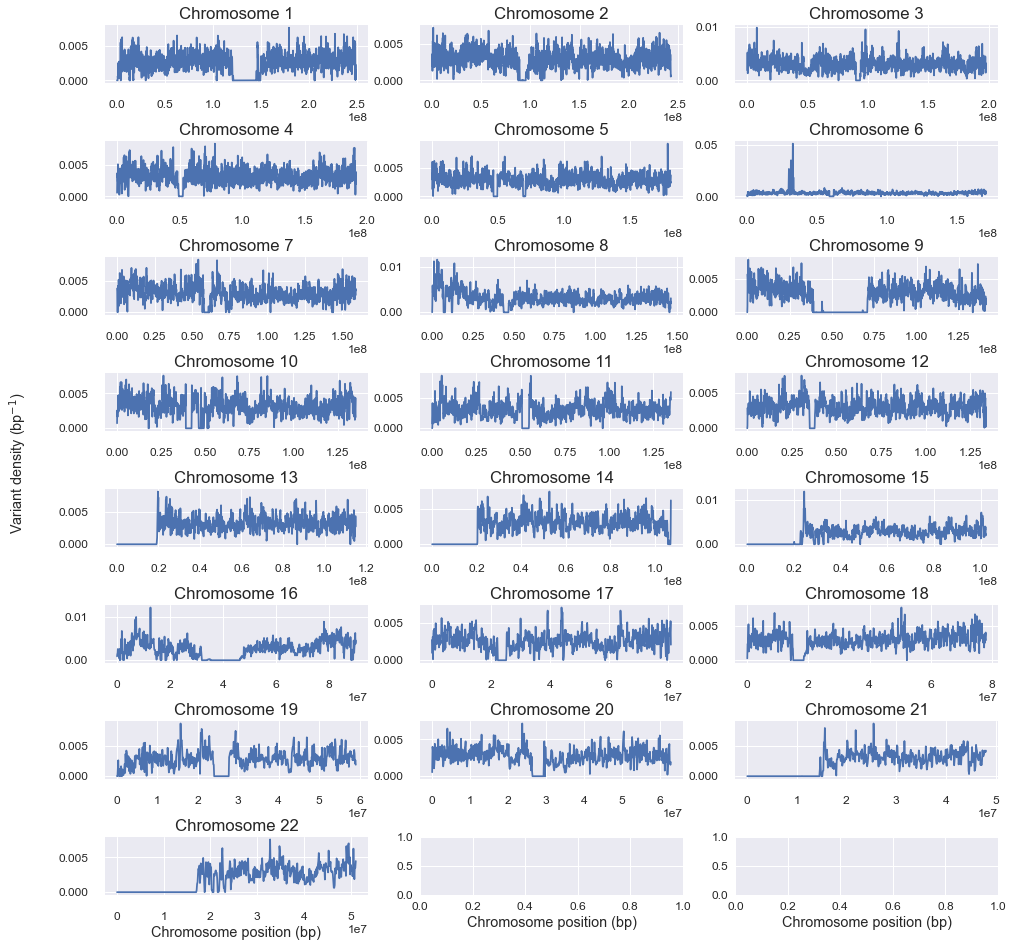 Chromosome 1 Chromosome 2 Chromosome 3
0.005 0.000 0.005 0.000 0.01 0.00
0.0 0.5 1.0 1.5 2.0 2.5 0.0 0.5 1.0 1.5 2.0 2.5 0.0 0.5 1.0 1.5 2.0
1e8 1e8 1e8
Chromosome 4 Chromosome 5 Chromosome 6
0.005 0.000 0.005 0.000 0.05 0.00
0.0 0.5 1.0 1.5 2.0 0.0 0.5 1.0 1.5 0.0 0.5 1.0 1.5
1e8 1e8 1e8
Chromosome 7 Chromosome 8 Chromosome 9
0.005 0.000 0.01 0.00 0.005 0.000
0.00 0.25 0.50 0.75 1.00 1.25 1.50 0.00 0.25 0.50 0.75 1.00 1.25 1.50 0.00 0.25 0.50 0.75 1.00 1.25
1e8 1e8 1e8
Chromosome 10 Chromosome 11 Chromosome 12
0.005 0.000 0.005 0.000 0.005 0.000
0.00 0.25 0.50 0.75 1.00 1.25 0.00 0.25 0.50 0.75 1.00 1.25 0.00 0.25 0.50 0.75 1.00 1.25
1e8 1e8 1e8
Variant density (bp⁻¹)
Chromosome 13 Chromosome 14 Chromosome 15
0.005 0.000 0.005 0.000 0.01 0.00
0.0 0.2 0.4 0.6 0.8 1.0 1.2 0.0 0.2 0.4 0.6 0.8 1.0 0.0 0.2 0.4 0.6 0.8 1.0
1e8 1e8 1e8
Chromosome 16 Chromosome 17 Chromosome 18
0.01 0.00 0.005 0.000 0.005 0.000
0 2 4 6 8 0 2 4 6 8 0 2 4 6 8
1e7 1e7 1e7
Chromosome 19 Chromosome 20 Chromosome 21
0.005 0.000 0.005 0.000 0.005 0.000
0 1 2 3 4 5 6 0 1 2 3 4 5 6 0 1 2 3 4 5
1e7 1e7 1e7
Chromosome 22
0.005 0.000 1.0 0.5 0.0 1.0 0.5 0.0
0 1 2 3 4 5 0.0 0.2 0.4 0.6 0.8 1.0 0.0 0.2 0.4 0.6 0.8 1.0
Chromosome position (bp) 1e7 Chromosome position (bp) Chromosome position (bp)